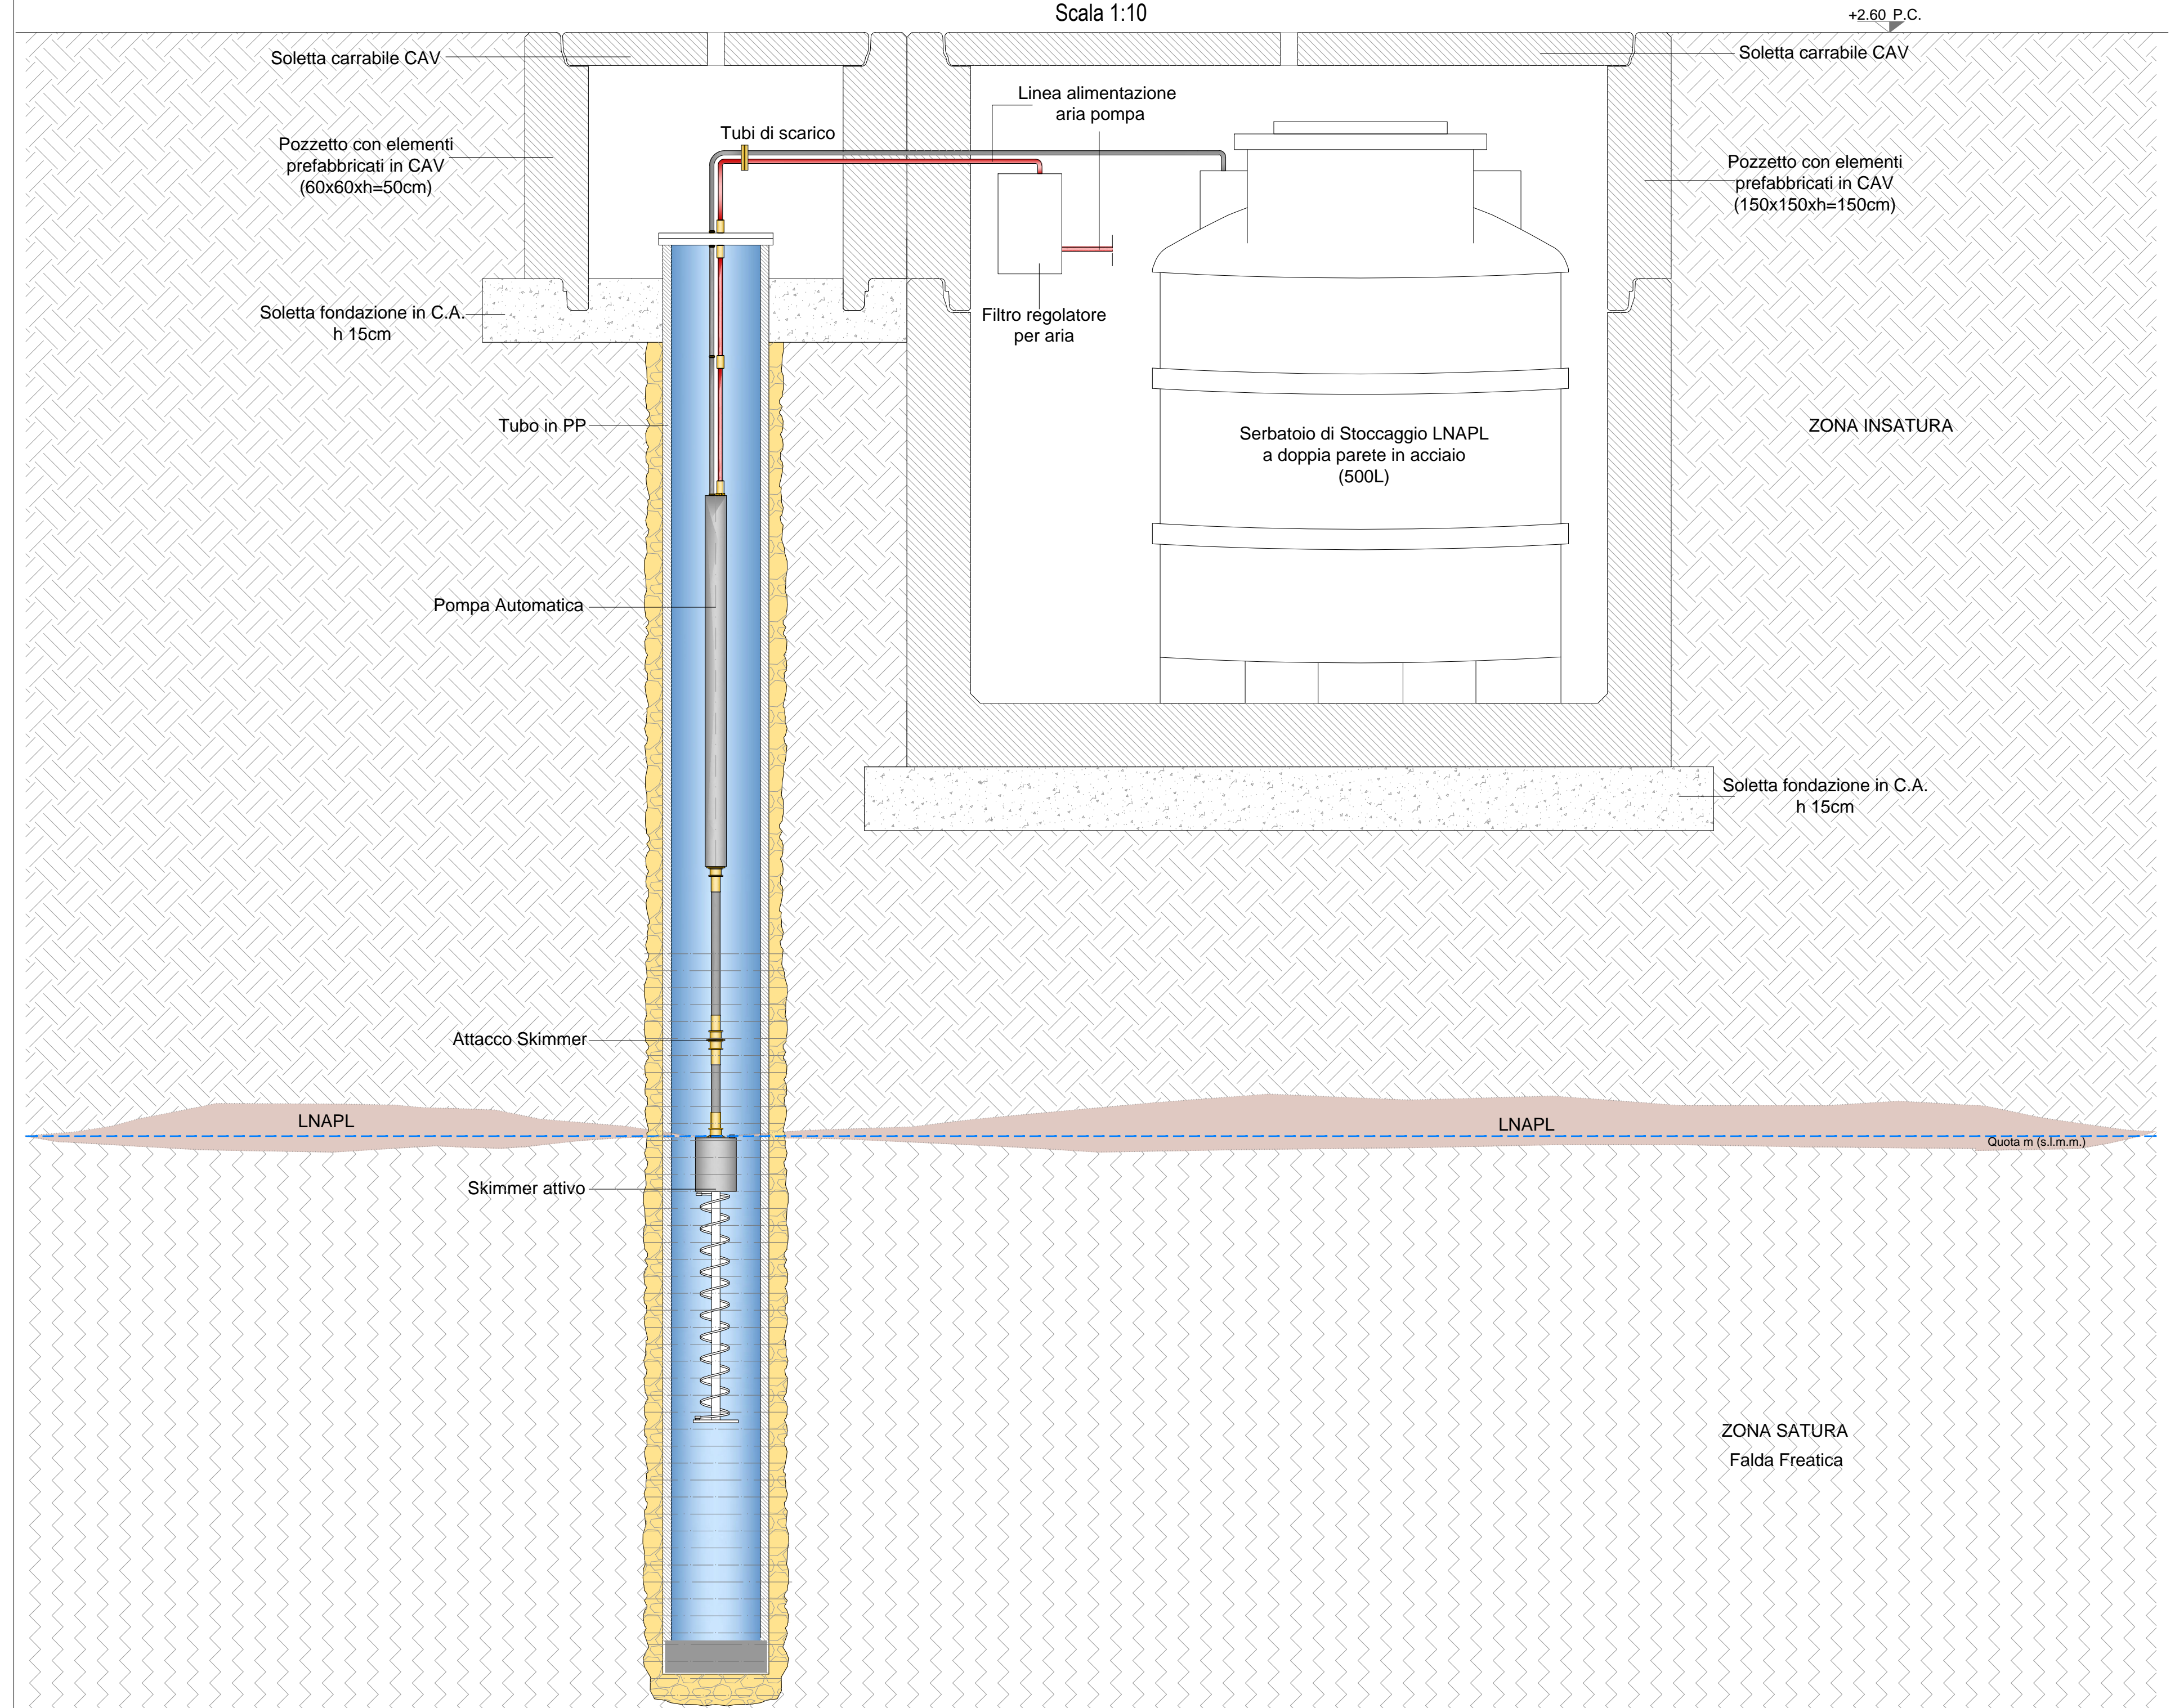 Scala 1:10
+2.60 P.C.
Soletta carrabile CAV
Soletta carrabile CAV
Linea alimentazione
aria pompa
Tubi di scarico
Pozzetto con elementi
prefabbricati in CAV
(60x60xh=50cm)
Pozzetto con elementi
prefabbricati in CAV
(150x150xh=150cm)
Soletta fondazione in C.A.
h 15cm
Filtro regolatore
per aria
Tubo in PP
Serbatoio di Stoccaggio LNAPL
a doppia parete in acciaio
(500L)
ZONA INSATURA
Pompa Automatica
Soletta fondazione in C.A.
h 15cm
Attacco Skimmer
LNAPL
LNAPL
Quota m (s.l.m.m.)
Skimmer attivo
ZONA SATURA
Falda Freatica